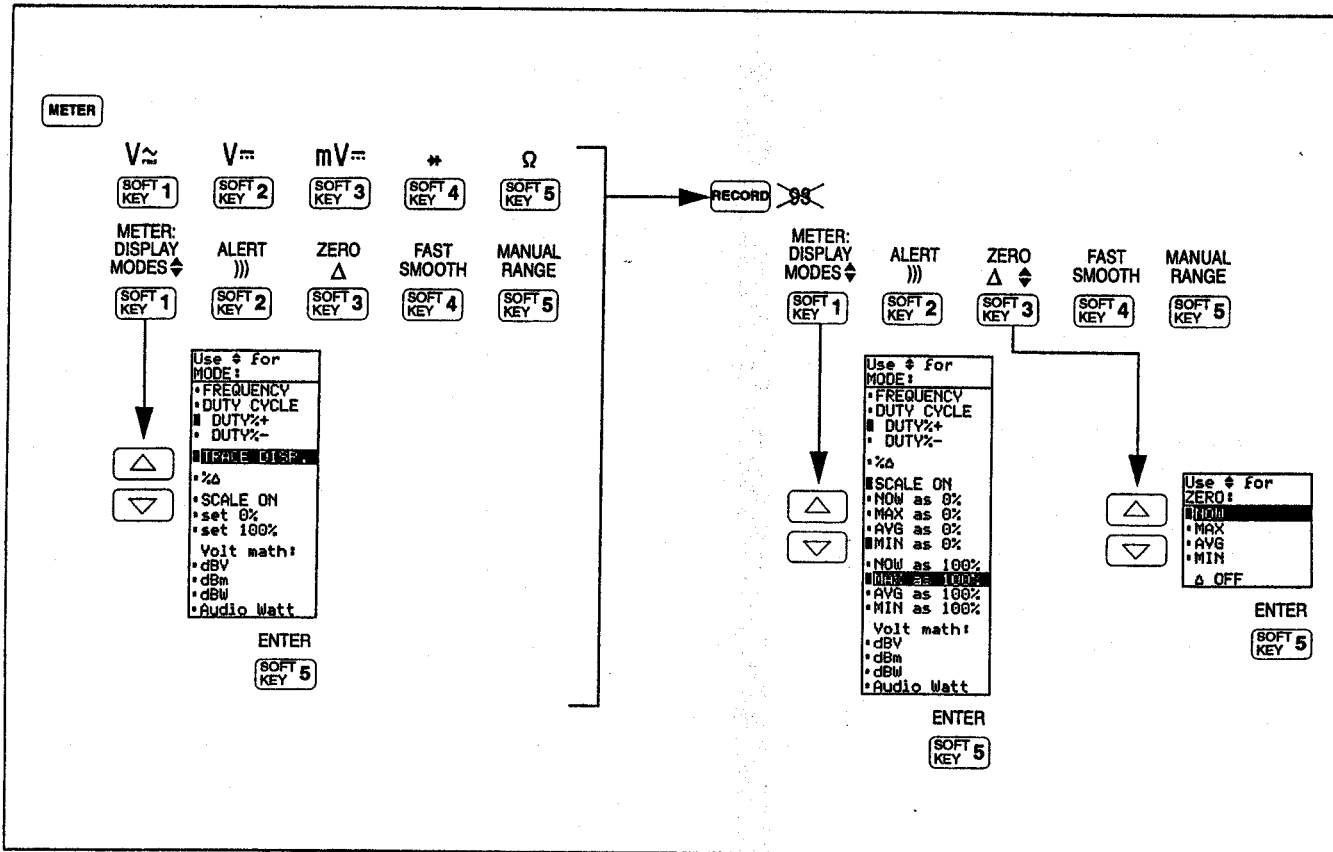 METER
V~ RMS V⎓ mV⎓ Ω
SOFT KEY 1 SOFT KEY 2 SOFT KEY 3 SOFT KEY 4 SOFT KEY 5
METER: DISPLAY MODES ALERT ))) ZERO Δ FAST SMOOTH MANUAL RANGE
SOFT KEY 1 SOFT KEY 2 SOFT KEY 3 SOFT KEY 4 SOFT KEY 5
Use ⬍ for
MODE:
FREQUENCY
DUTY CYCLE
DUTY%+
DUTY%-
TRACE DISP.
%Δ
SCALE ON
set 0%
set 100%
Volt math:
dBV
dBm
dBW
Audio Watt
ENTER
SOFT KEY 5
RECORD 93
METER: DISPLAY MODES ALERT ))) ZERO Δ FAST SMOOTH MANUAL RANGE
SOFT KEY 1 SOFT KEY 2 SOFT KEY 3 SOFT KEY 4 SOFT KEY 5
Use ⬍ for
MODE:
FREQUENCY
DUTY CYCLE
DUTY%+
DUTY%-
%Δ
SCALE ON
NOW as 0%
MAX as 0%
AVG as 0%
MIN as 0%
NOW as 100%
MAX as 100%
AVG as 100%
MIN as 100%
Volt math:
dBV
dBm
dBW
Audio Watt
ENTER
SOFT KEY 5
Use ⬍ for
ZERO:
NOW
MAX
AVG
MIN
Δ OFF
ENTER
SOFT KEY 5